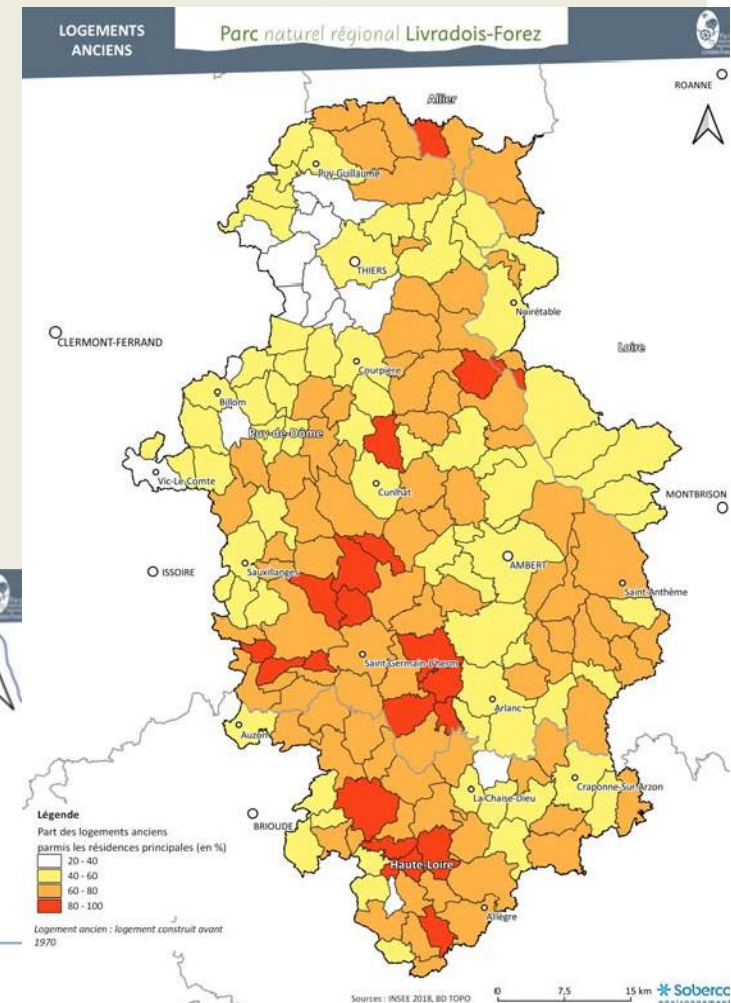 LOGEMENTS
ANCIENS
Parc naturel régional Livradois-Forez
Allier
ROANNE
Puy-Guillaume
THIERS
Noirétable
CLERMONT-FERRAND
Loire
Courpière
Billom
Puy-de-Dôme
Vic-Le Comte
Cunlhat
MONTBRISON
ISSOIRE
Sauxillanges
AMBERT
Saint-Anthème
Saint-Germain-L'herm
Arlanc
Auzon
Craponne-Sur-Arzon
La-Chaise-Dieu
BRIOUDE
Haute-Loire
Allègre
Légende
Part des logements anciens
parmis les résidences principales (en %)
20 - 40
40 - 60
60 - 80
80 - 100
Logement ancien : logement construit avant
1970
Sources : INSEE 2018, BD TOPO
0 7,5 15 km
Soberco